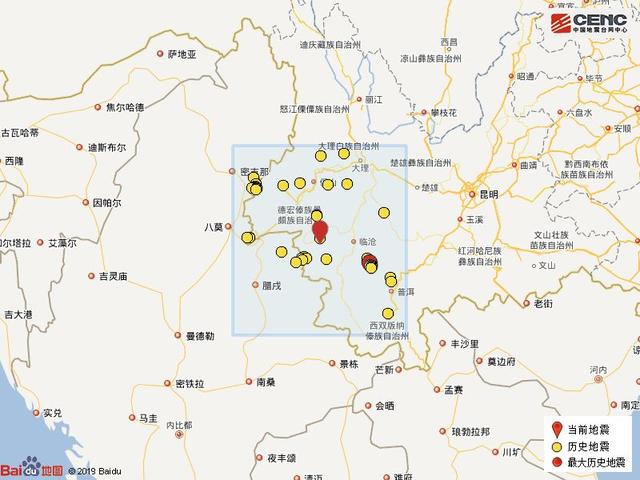 CENC
中国地震台网中心
迪庆藏族自治州
西昌
凉山彝族自治州
萨地亚
昭通
毕节
怒江傈僳族自治州
丽江
焦尔哈德
攀枝花
六盘水
安顺
古瓦哈蒂
迪斯布尔
大理白族自治州
西隆
密支那
大理
楚雄彝族自治州
曲靖
黔西南布依
族苗族自治州
楚雄
昆明
因帕尔
德宏傣族景
颇族自治州
玉溪
八莫
临沧
文山壮族
苗族自治州
艾藻尔
红河哈尼族
彝族自治州
文山
吉灵庙
腊戌
普洱
老街
吉大港
西双版纳
傣族自治州
曼德勒
丰沙里
景栋
芒新
莫边府
河内
密铁拉
南桑
孟赛
实兑
马圭
会晒
南定
内比都
琅勃拉邦
当前地震
历史地震
最大历史地震
夜丰颂
川圹
清迈
难府
Bai du 地图
© 2019 Baidu